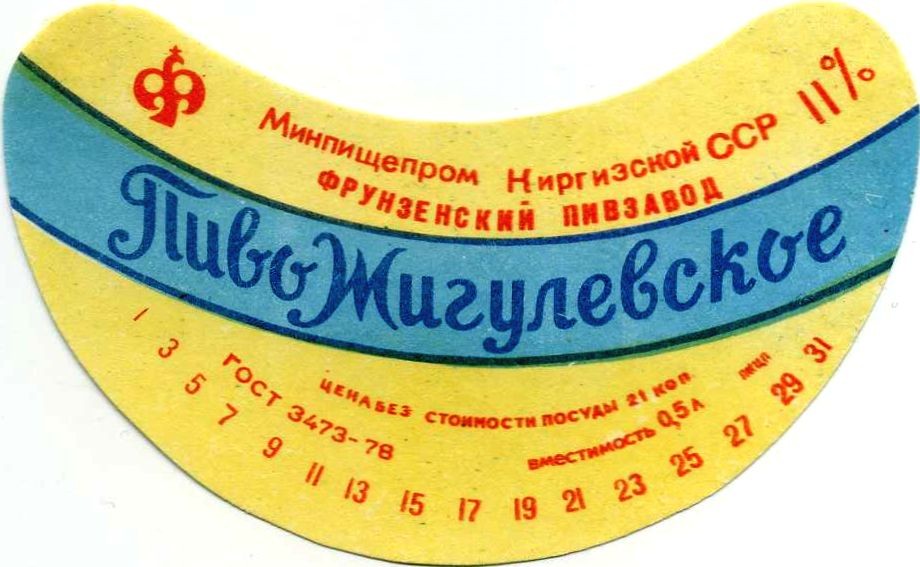 Минпищепром Киргизской ССР 11%
ФРУНЗЕНСКИЙ ПИВЗАВОД
Пиво Жигулевское
ЦЕНА БЕЗ СТОИМОСТИ ПОСУДЫ 21 КОП
ГОСТ 3473-78
вместимость 0,5л
1 3 5 7 9 11 13 15 17 19 21 23 25 27 29 31